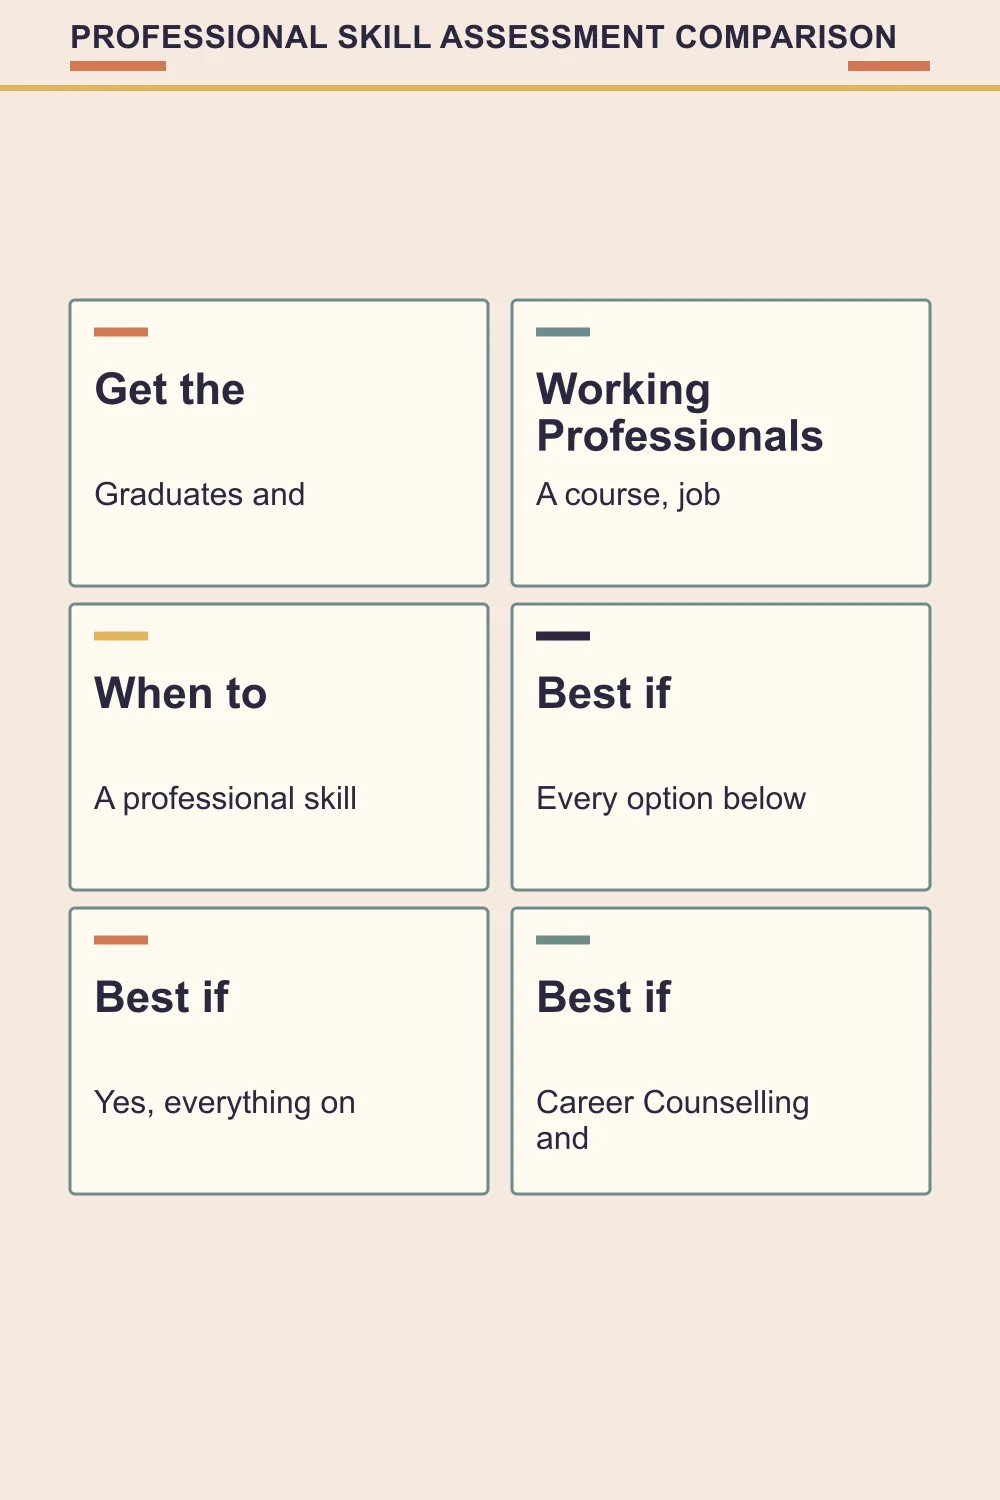 PROFESSIONAL SKILL ASSESSMENT COMPARISON
Get the
Graduates and
Working
Professionals
A course, job
When to
A professional skill
Best if
Every option below
Best if
Yes, everything on
Best if
Career Counselling
and